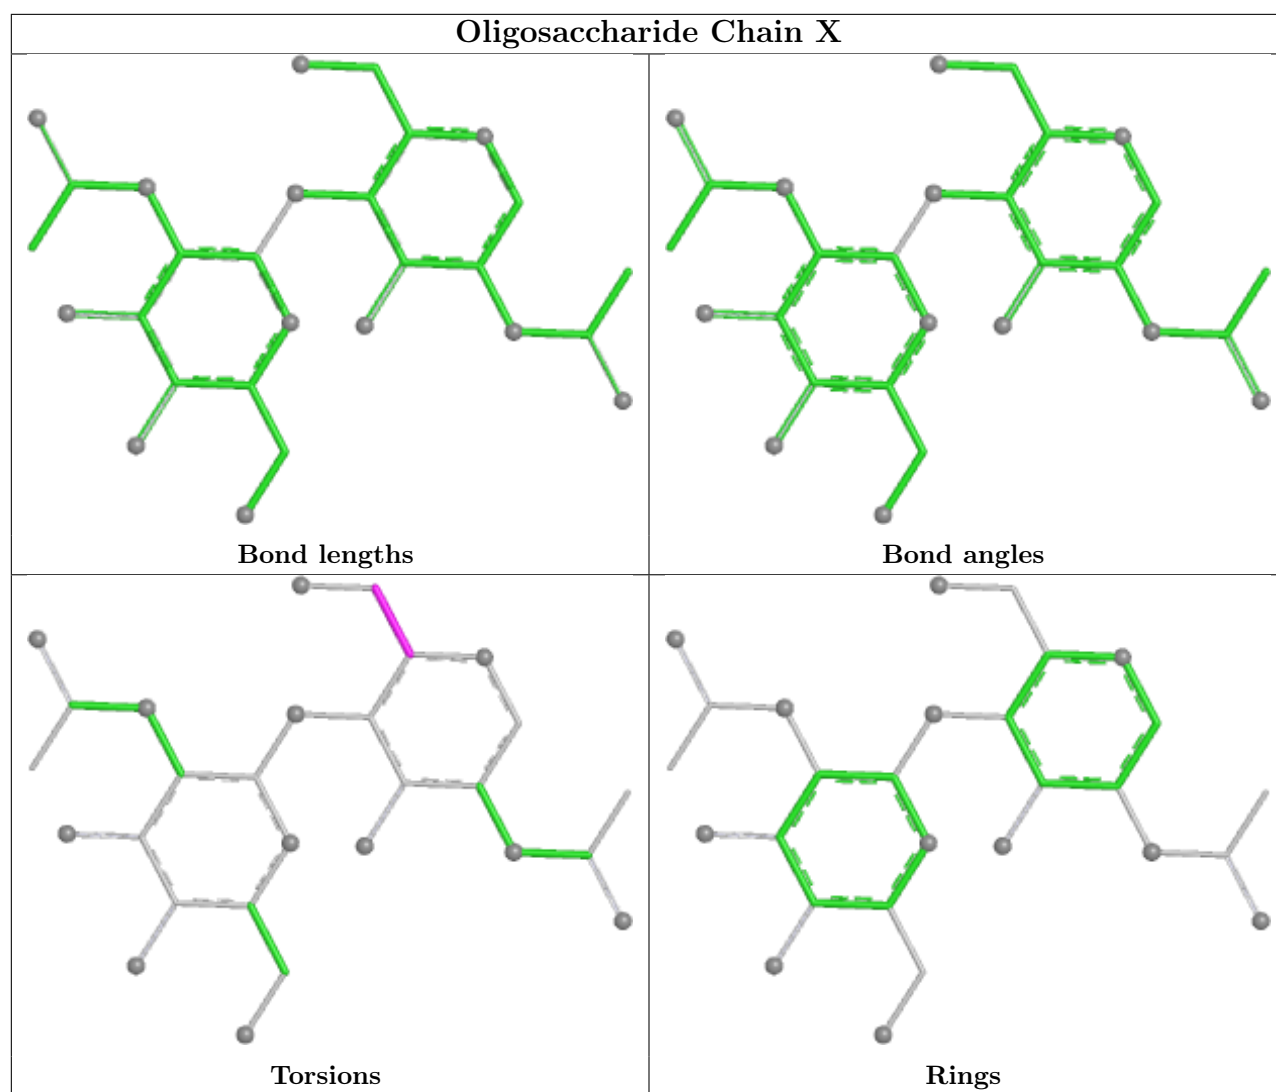 Oligosaccharide Chain X
Bond lengths
Bond angles
Torsions
Rings